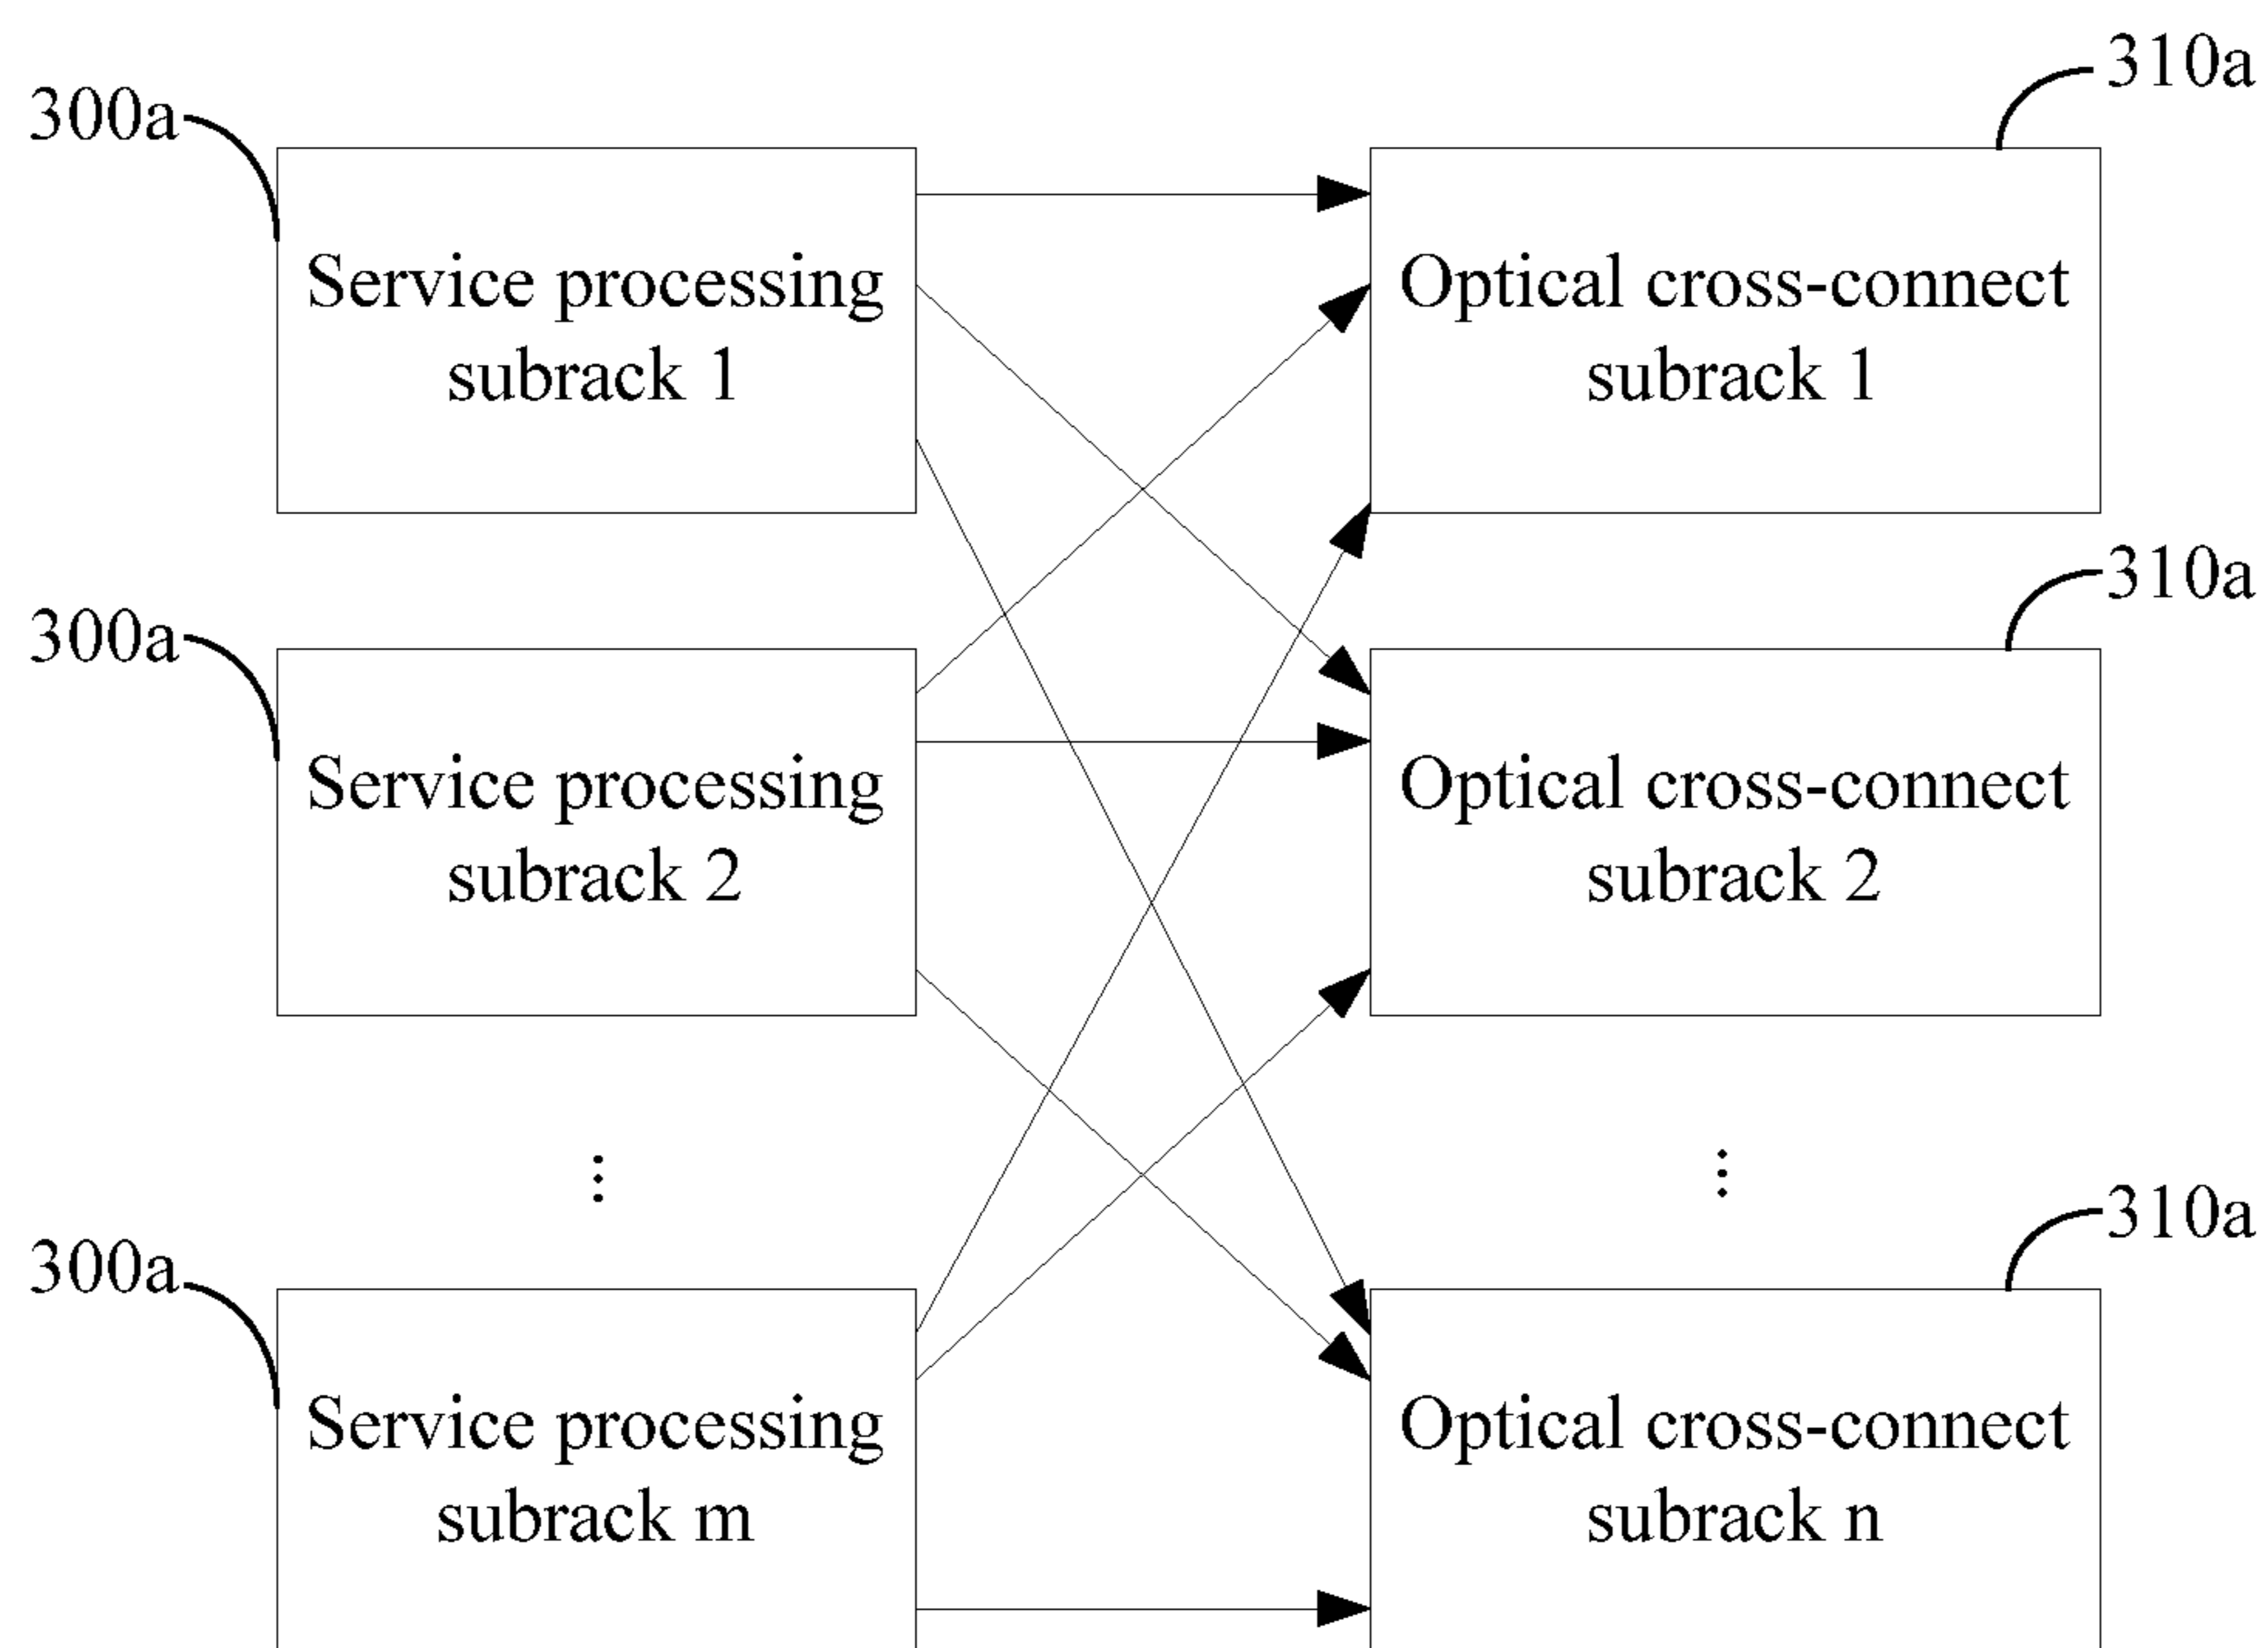 310a
300a
Service processing
subrack 1
Optical cross-connect
subrack 1
310a
300a
Service processing
subrack 2
Optical cross-connect
subrack 2
310a
300a
Service processing
subrack m
Optical cross-connect
subrack n